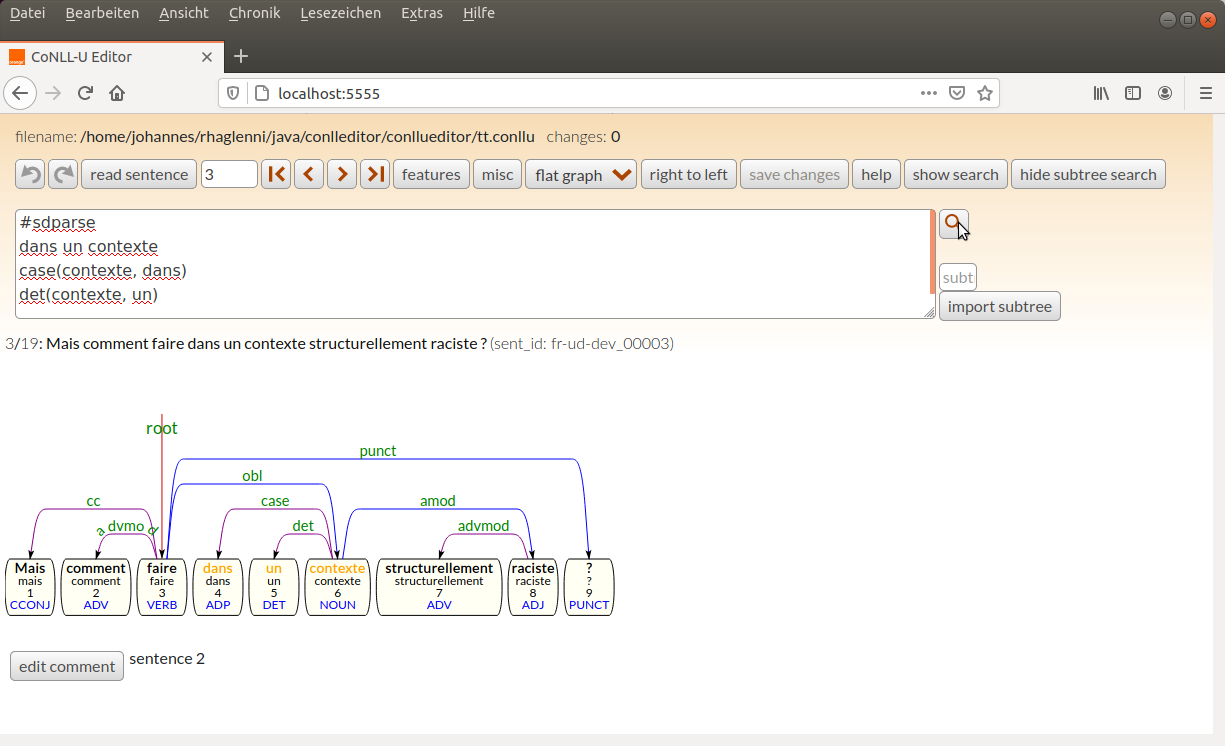 Datei Bearbeiten Ansicht Chronik Lesezeichen Extras Hilfe
CoNLL-U Editor
localhost:5555
filename: /home/johannes/rhaglenni/java/conlleditor/conllueditor/tt.conllu changes: 0
read sentence 3 features misc flat graph right to left save changes help show search hide subtree search
#sdparse
dans un contexte
case(contexte, dans)
det(contexte, un)
subt
import subtree
3/19: Mais comment faire dans un contexte structurellement raciste ? (sent_id: fr-ud-dev_00003)
root
punct
obl
cc case amod
advmod det advmod
Mais comment faire dans un contexte structurellement raciste ?
mais comment faire dans un contexte structurellement raciste ?
1 2 3 4 5 6 7 8 9
CCONJ ADV VERB ADP DET NOUN ADV ADJ PUNCT
edit comment sentence 2